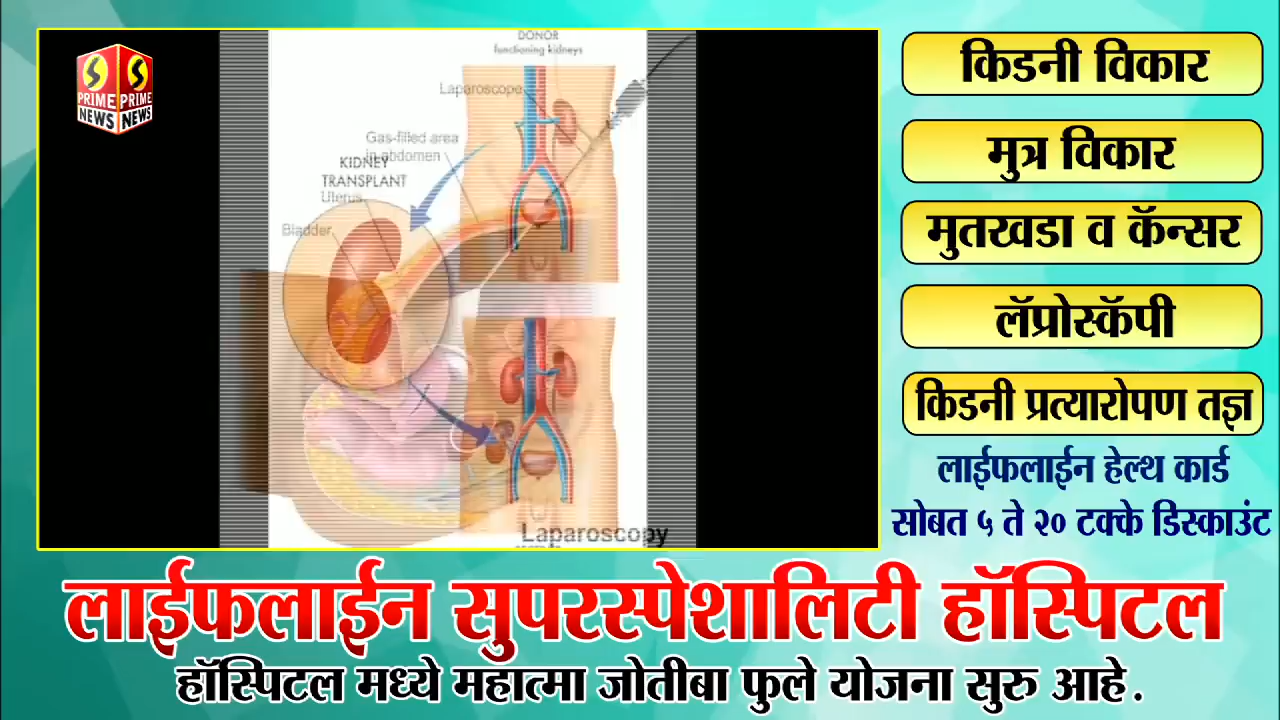 PRIME PRIME
NEWS NEWS
DONOR
functioning kidneys
Laparoscope
Gas-filled area
in abdomen
KIDNEY
TRANSPLANT
Uterus
Bladder
Laparoscopy
किडनी विकार
मुत्र विकार
मुतखडा व कॅन्सर
लॅप्रोस्कॅपी
किडनी प्रत्यारोपण तज्ञ
लाईफलाईन हेल्थ कार्ड
सोबत ५ ते २० टक्के डिस्काउंट
लाईफलाईन सुपरस्पेशालिटी हॉस्पिटल
हॉस्पिटल मध्ये महात्मा जोतीबा फुले योजना सुरु आहे.